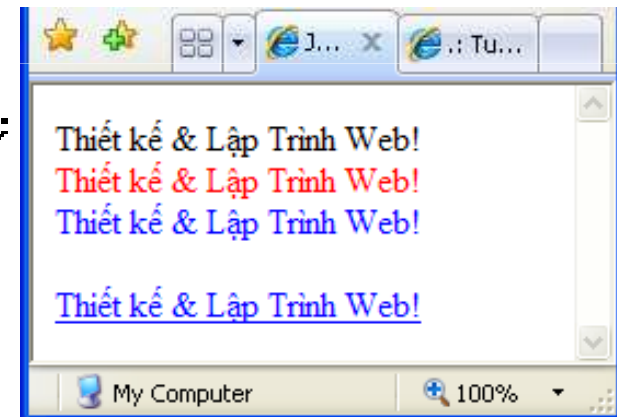 J...
.: Tu...
Thiết kế & Lập Trình Web!
Thiết kế & Lập Trình Web!
Thiết kế & Lập Trình Web!
Thiết kế & Lập Trình Web!
My Computer
100%